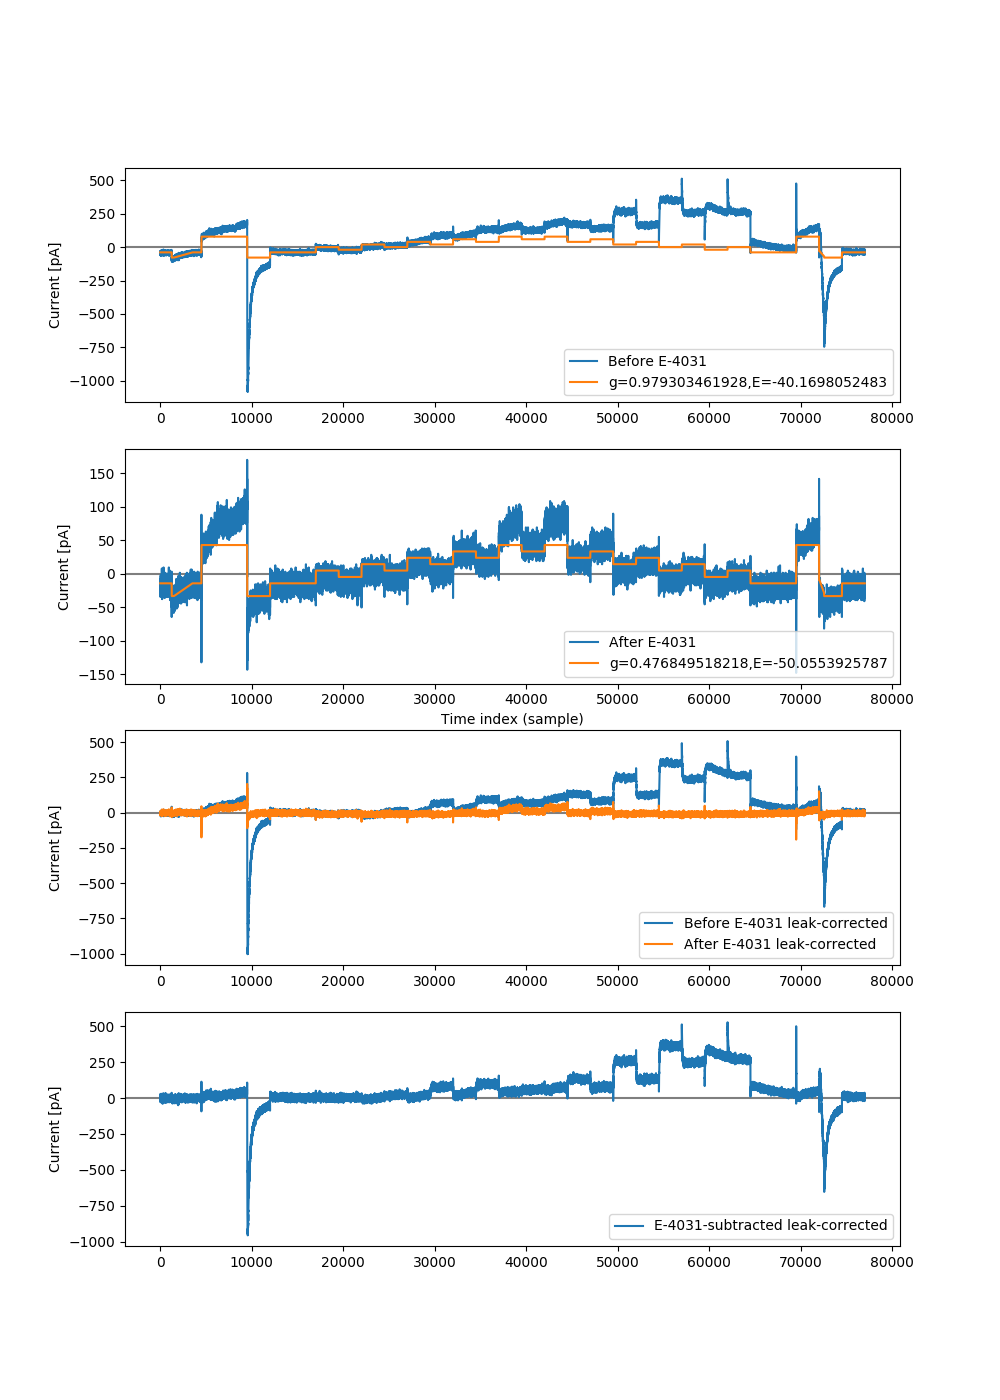 500
250
0
−250
−500
−750
−1000
Current [pA]
Before E-4031
g=0.979303461928,E=-40.1698052483
0 10000 20000 30000 40000 50000 60000 70000 80000
150
100
50
0
−50
−100
−150
Current [pA]
After E-4031
g=0.476849518218,E=-50.0553925787
0 10000 20000 30000 40000 50000 60000 70000 80000
Time index (sample)
500
250
0
−250
−500
−750
−1000
Current [pA]
Before E-4031 leak-corrected
After E-4031 leak-corrected
0 10000 20000 30000 40000 50000 60000 70000 80000
500
250
0
−250
−500
−750
−1000
Current [pA]
E-4031-subtracted leak-corrected
0 10000 20000 30000 40000 50000 60000 70000 80000